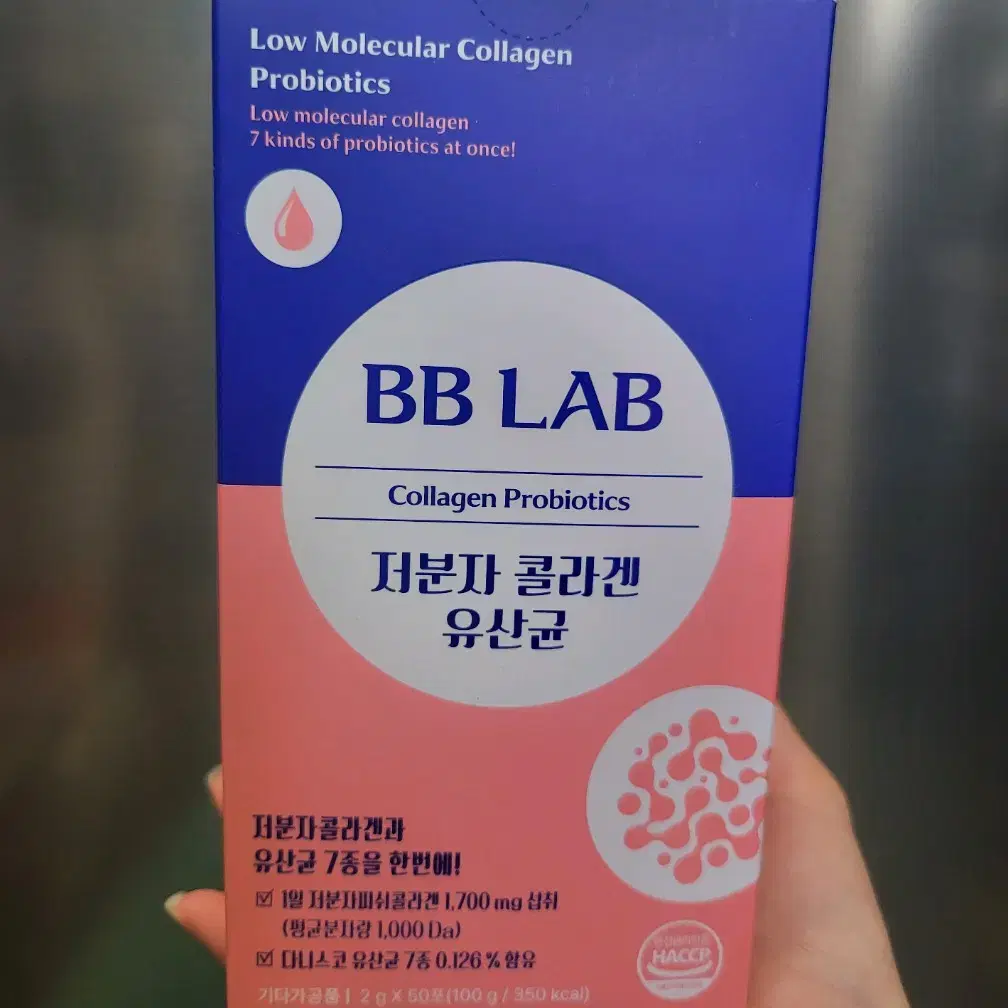 Low Molecular Collagen
Probiotics
Low molecular collagen
7 kinds of probiotics at once!
BB LAB
Collagen Probiotics
저분자 콜라겐
유산균
저분자콜라겐과
유산균 7종을 한번에!
1일 저분자피쉬콜라겐 1,700 mg 섭취
(평균분자량 1,000 Da)
다니스코 유산균 7종 0.126 % 함유
HACCP
기타가공품 | 2 g X 50포(100 g / 350 kcal)